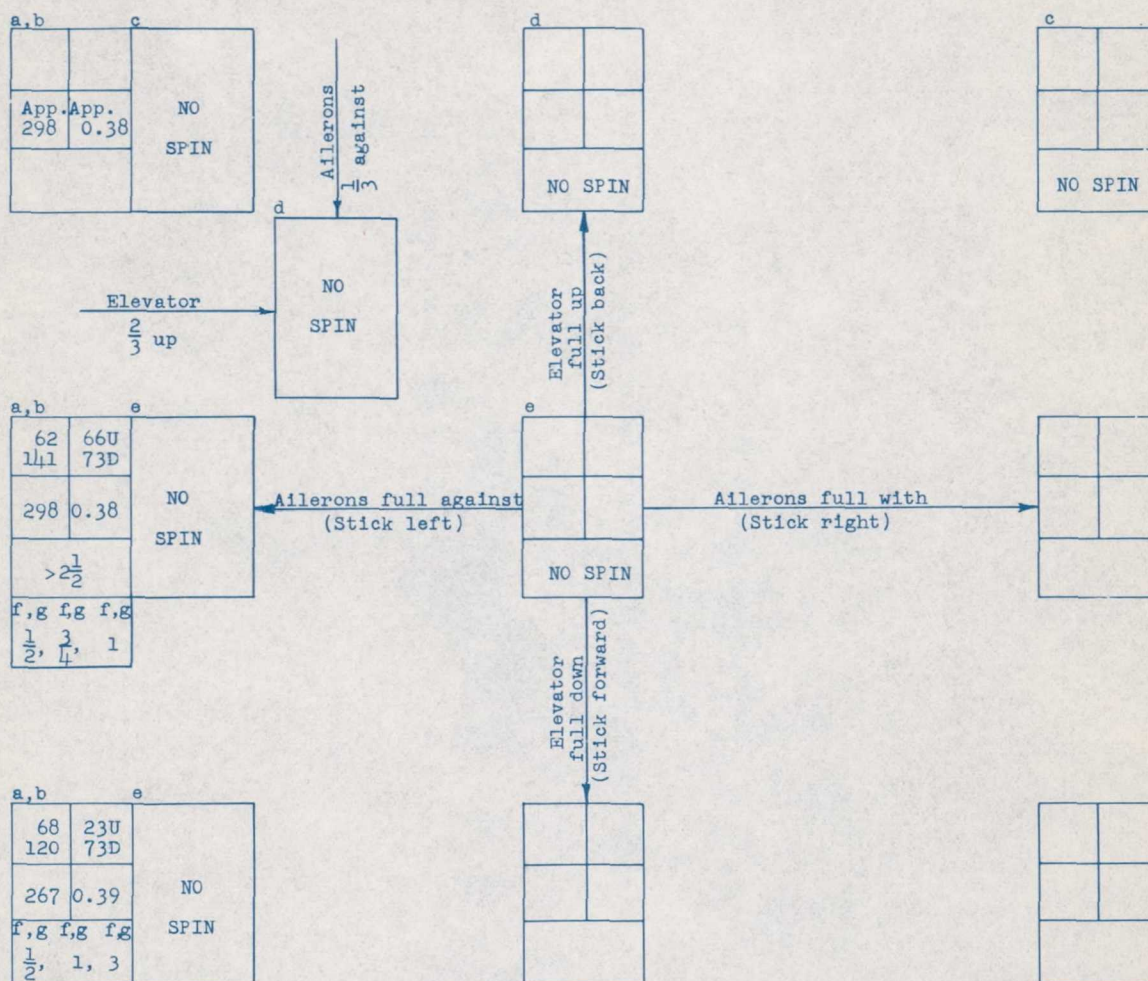 a,b c
App. App.
298 0.38
NO
SPIN
Ailerons
1/3 against
d
NO SPIN
c
NO SPIN
d
NO
SPIN
Elevator
2/3 up
Elevator
full up
(Stick back)
a,b e
62 66U
141 73D
298 0.38
>2 1/2
f,g f,g f,g
1/2, 3/4, 1
NO
SPIN
Ailerons full against
(Stick left)
e
NO SPIN
Ailerons full with
(Stick right)
Elevator
full down
(Stick forward)
a,b e
68 23U
120 73D
267 0.39
f,g f,g f,g
1/2, 1, 3
NO
SPIN